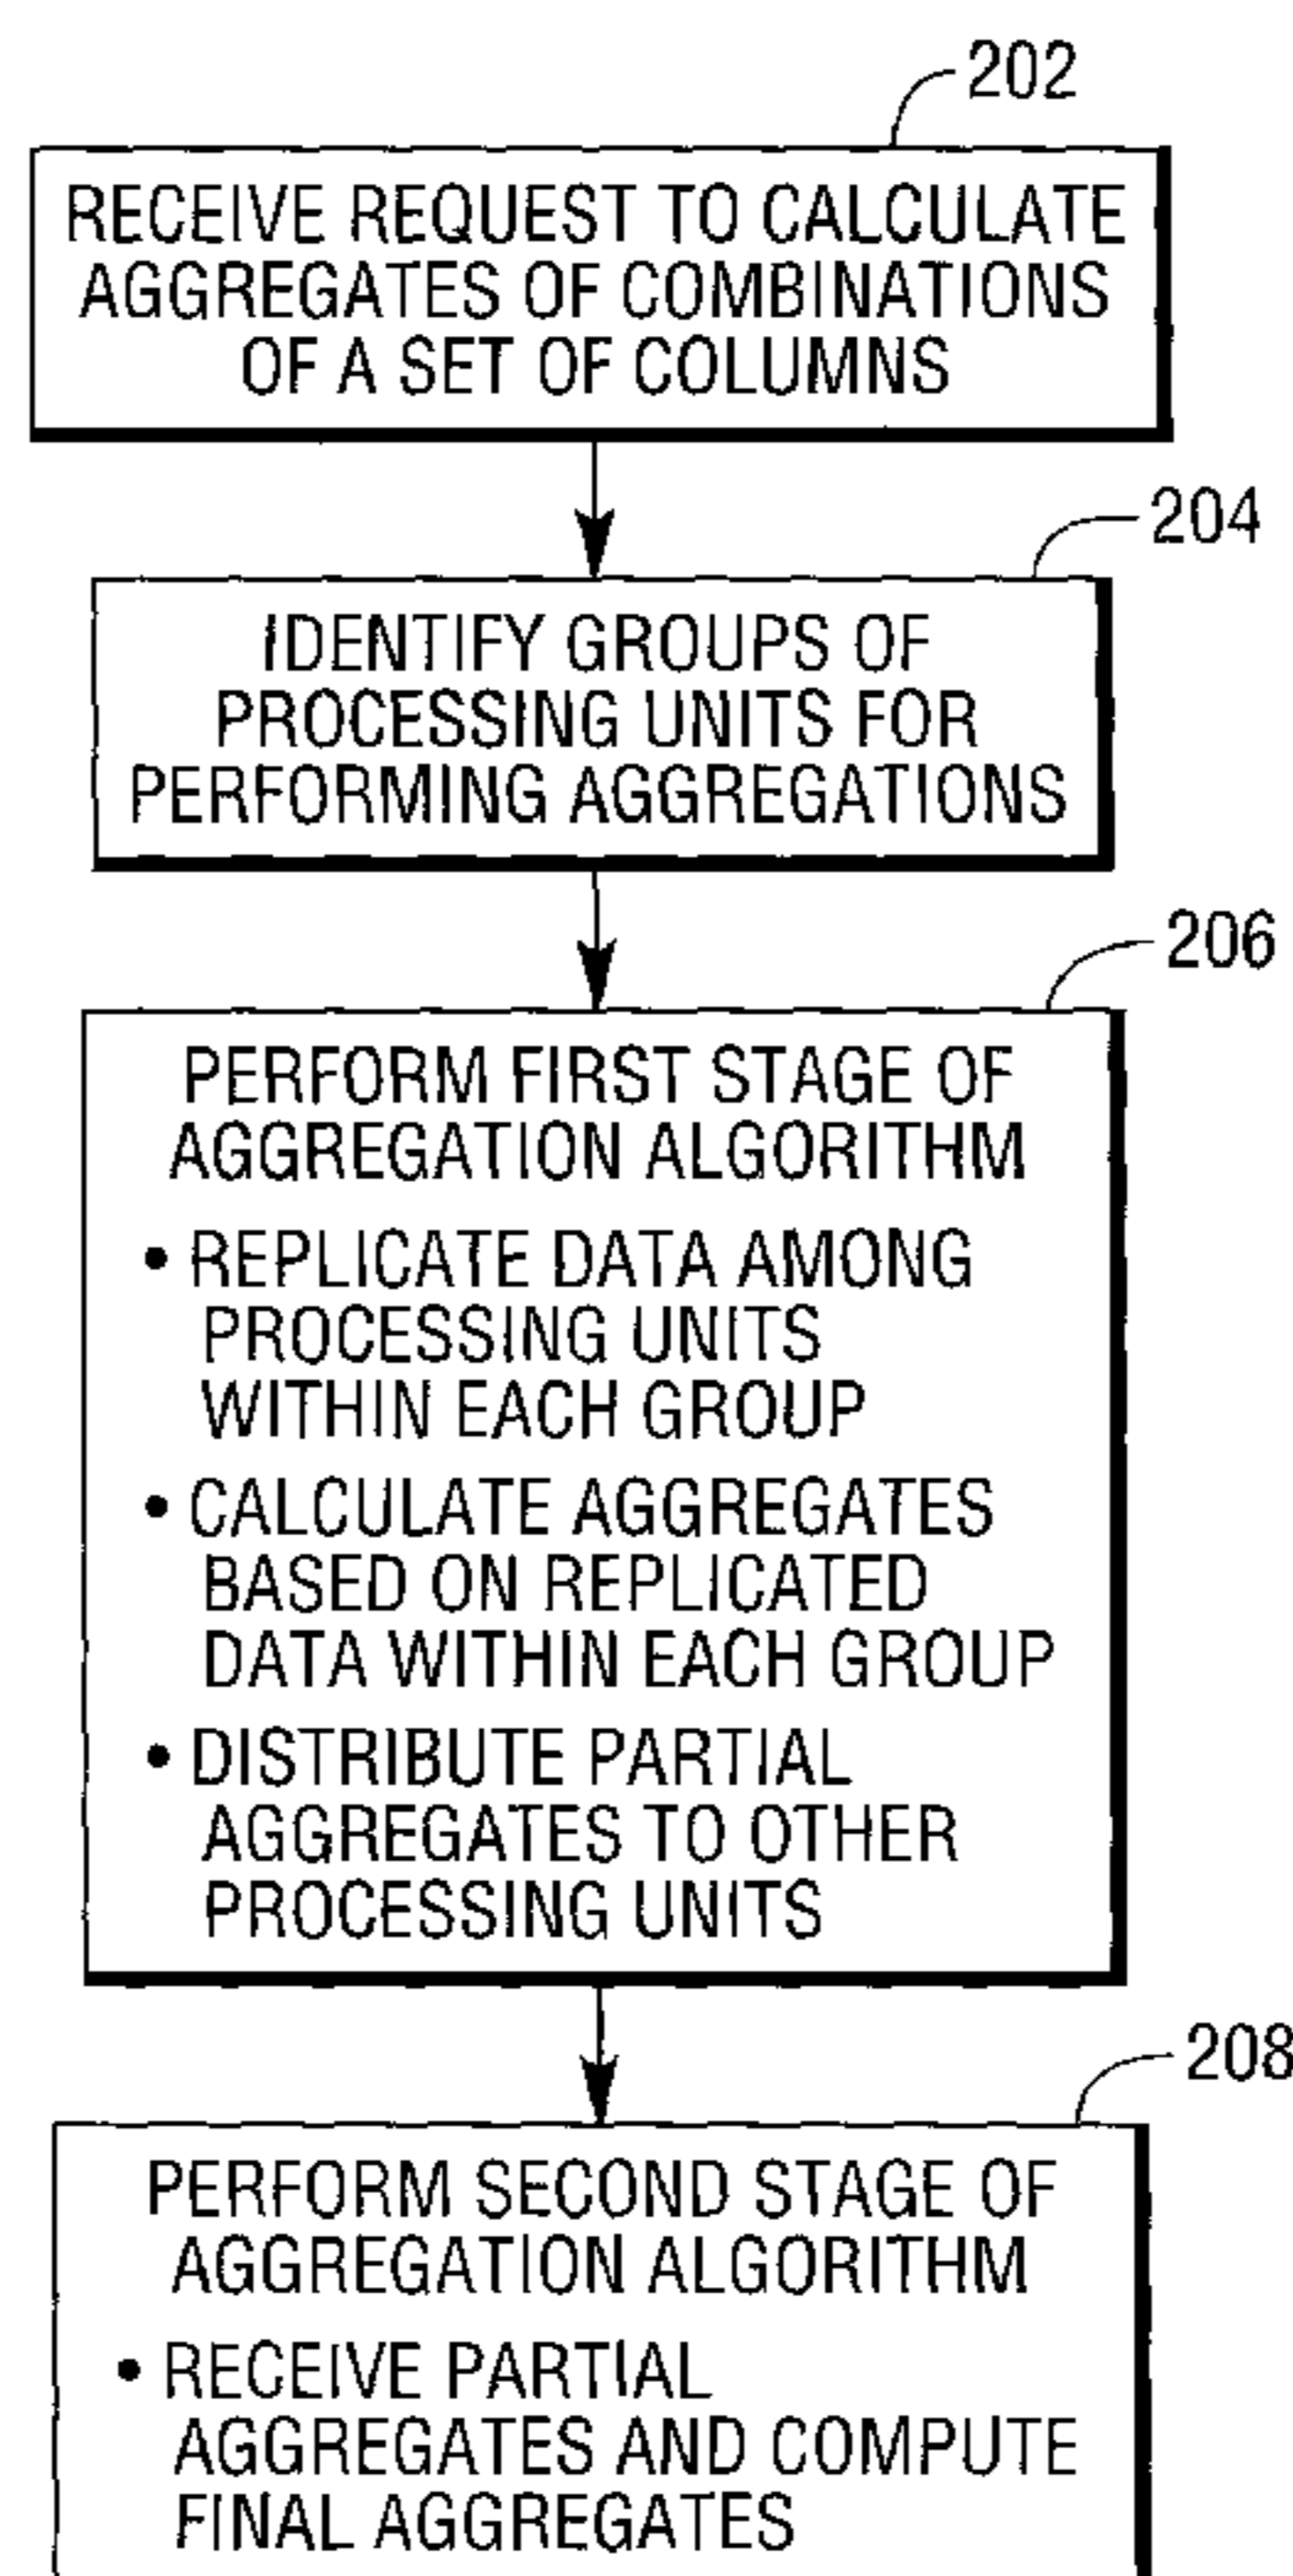 202
RECEIVE REQUEST TO CALCULATE
AGGREGATES OF COMBINATIONS
OF A SET OF COLUMNS
204
IDENTIFY GROUPS OF
PROCESSING UNITS FOR
PERFORMING AGGREGATIONS
206
PERFORM FIRST STAGE OF
AGGREGATION ALGORITHM
• REPLICATE DATA AMONG
PROCESSING UNITS
WITHIN EACH GROUP
• CALCULATE AGGREGATES
BASED ON REPLICATED
DATA WITHIN EACH GROUP
• DISTRIBUTE PARTIAL
AGGREGATES TO OTHER
PROCESSING UNITS
208
PERFORM SECOND STAGE OF
AGGREGATION ALGORITHM
• RECEIVE PARTIAL
AGGREGATES AND COMPUTE
FINAL AGGREGATES